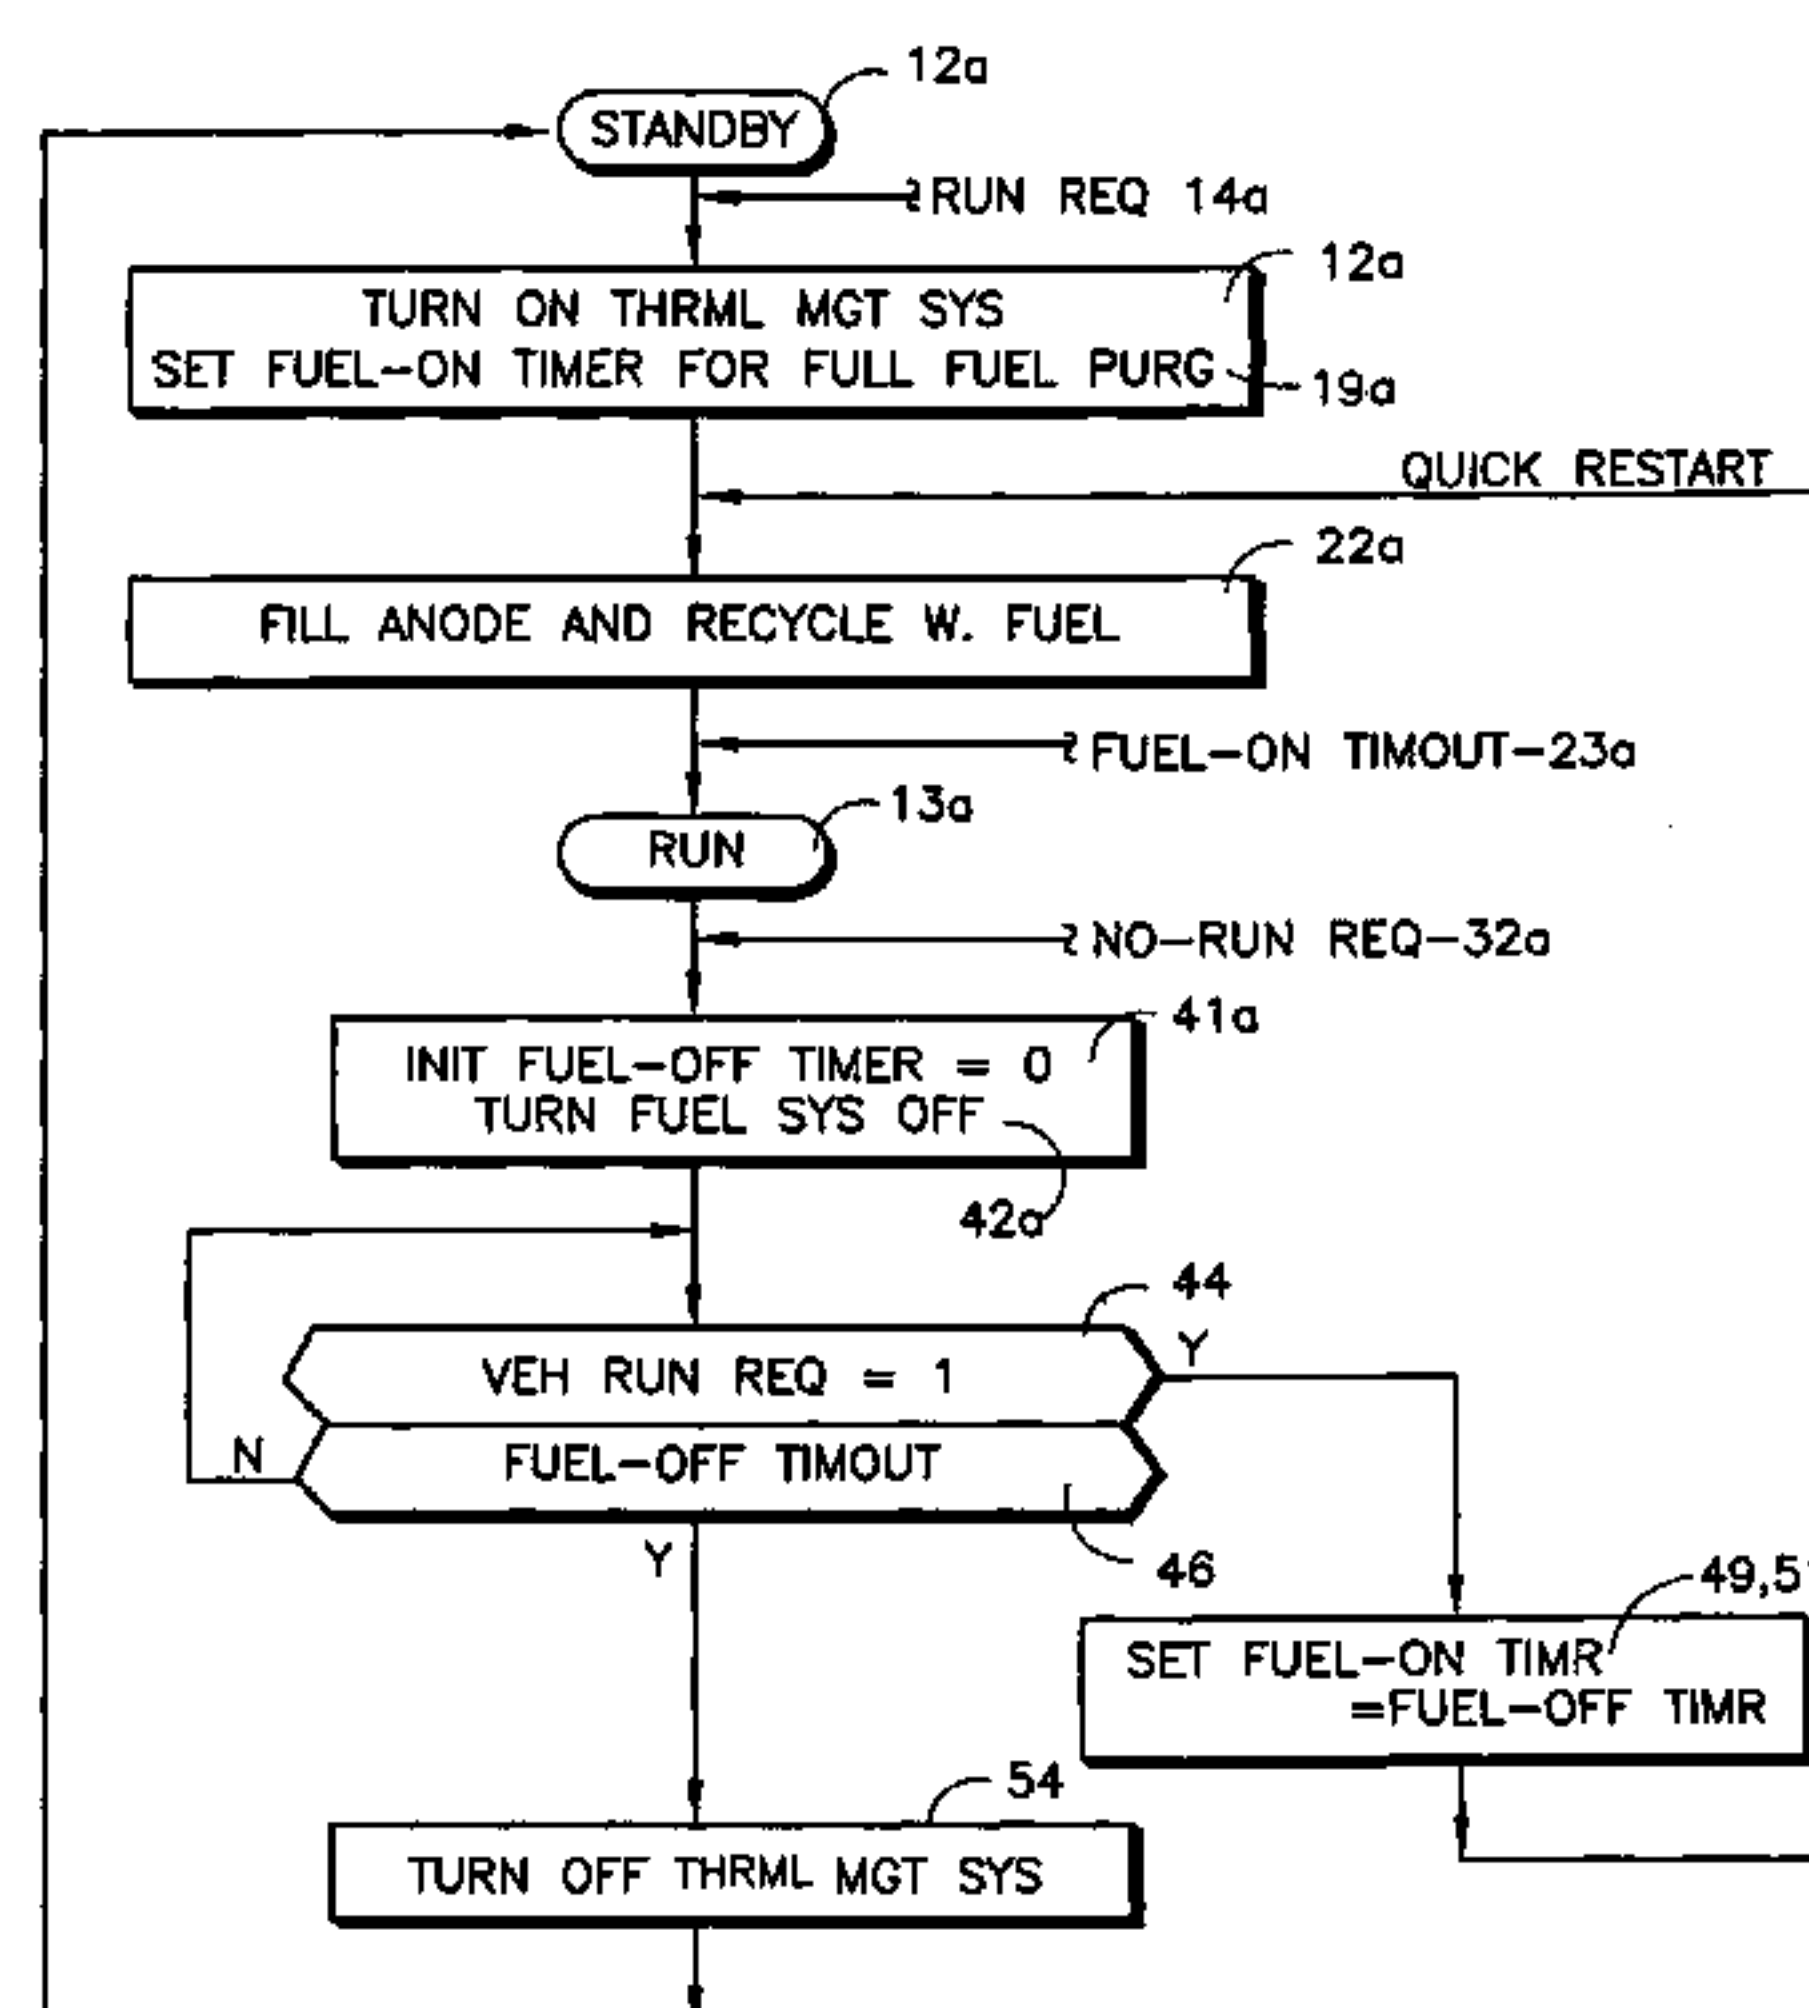 12a
STANDBY
RUN REQ 14a
12a
TURN ON THRML MGT SYS
SET FUEL-ON TIMER FOR FULL FUEL PURG
19a
QUICK RESTART
22a
FILL ANODE AND RECYCLE W. FUEL
FUEL-ON TIMOUT-23a
13a
RUN
NO-RUN REQ-32a
41a
INIT FUEL-OFF TIMER = 0
TURN FUEL SYS OFF
42a
44
VEH RUN REQ = 1
Y
N
FUEL-OFF TIMOUT
Y
46
49,51
SET FUEL-ON TIMR
=FUEL-OFF TIMR
54
TURN OFF THRML MGT SYS